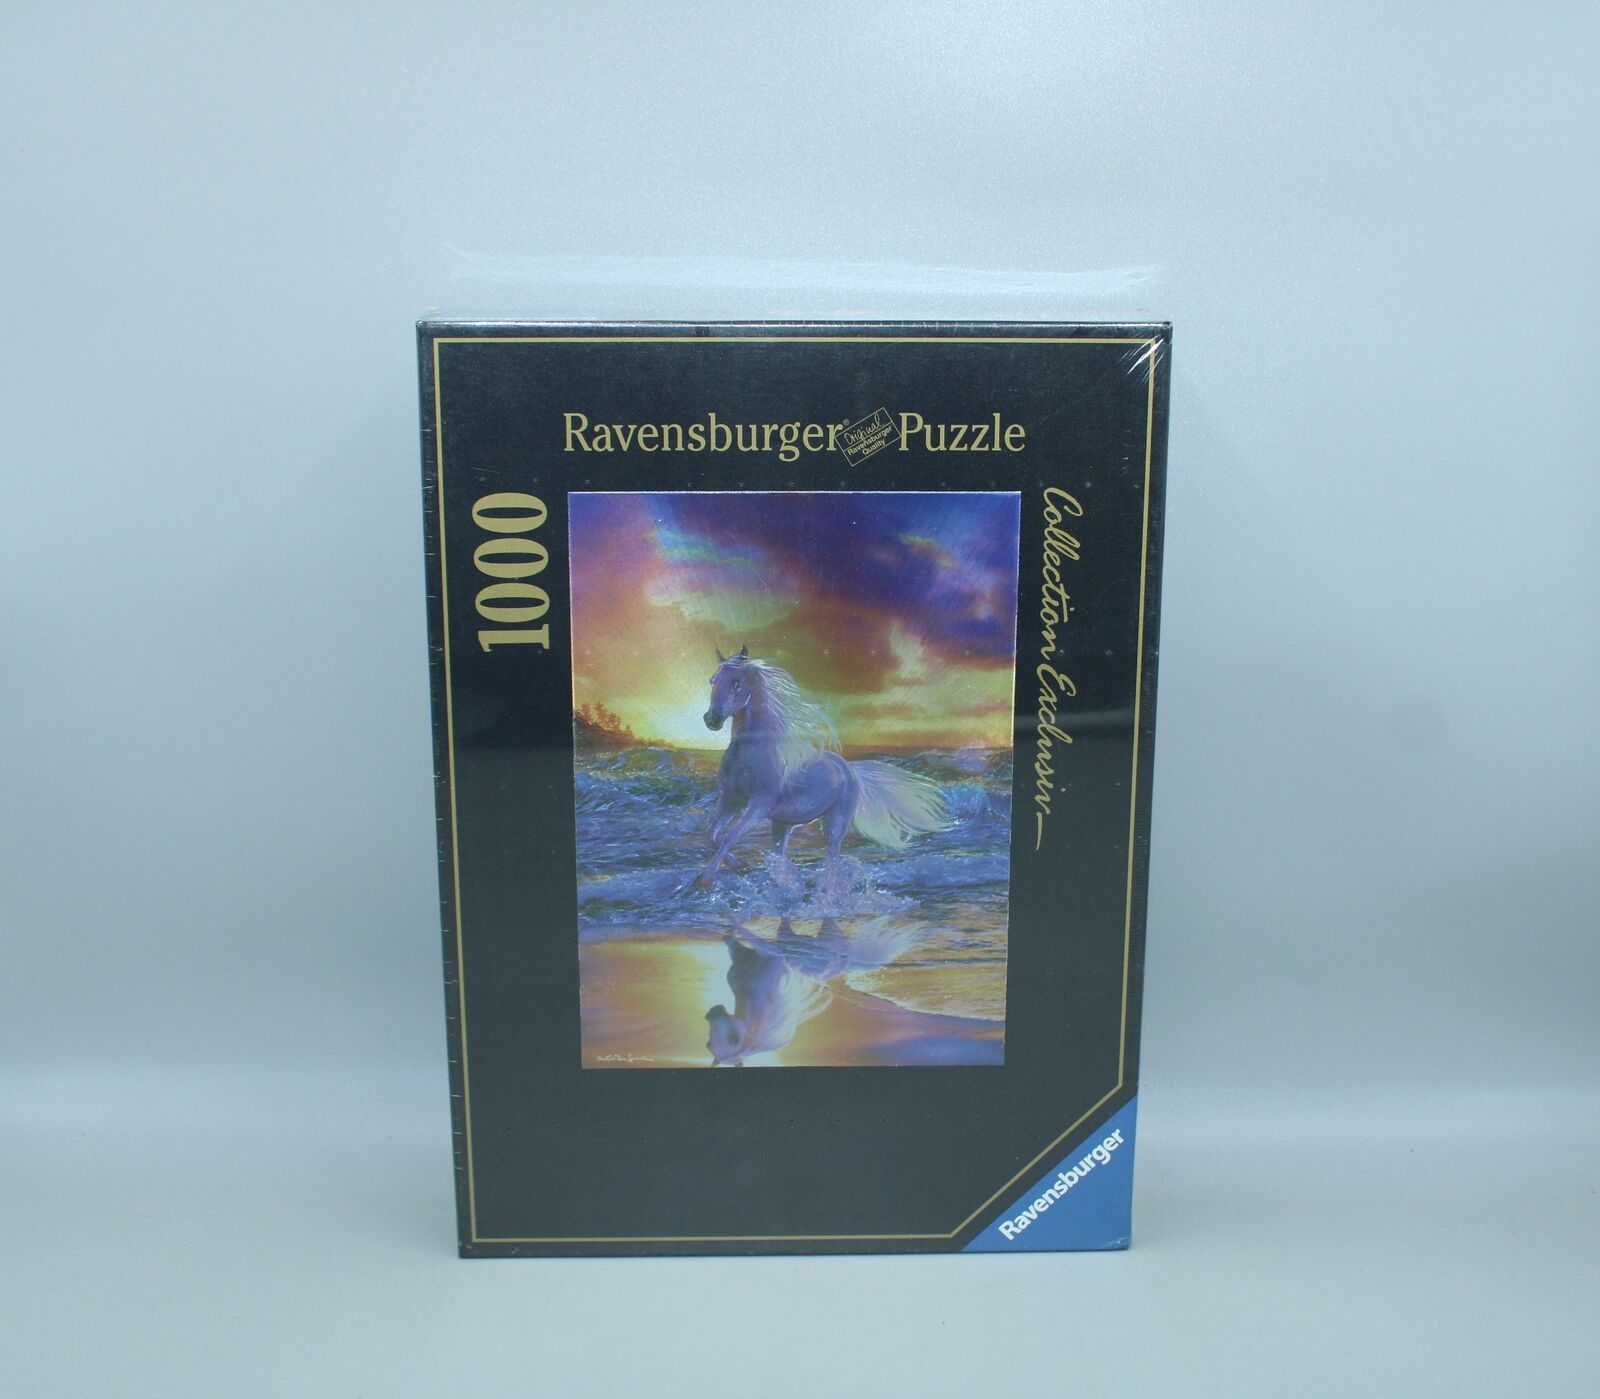 Ravensburger® Puzzle
Original
Ravensburger
Quality
1000
Collection Exclusiv
Ravensburger